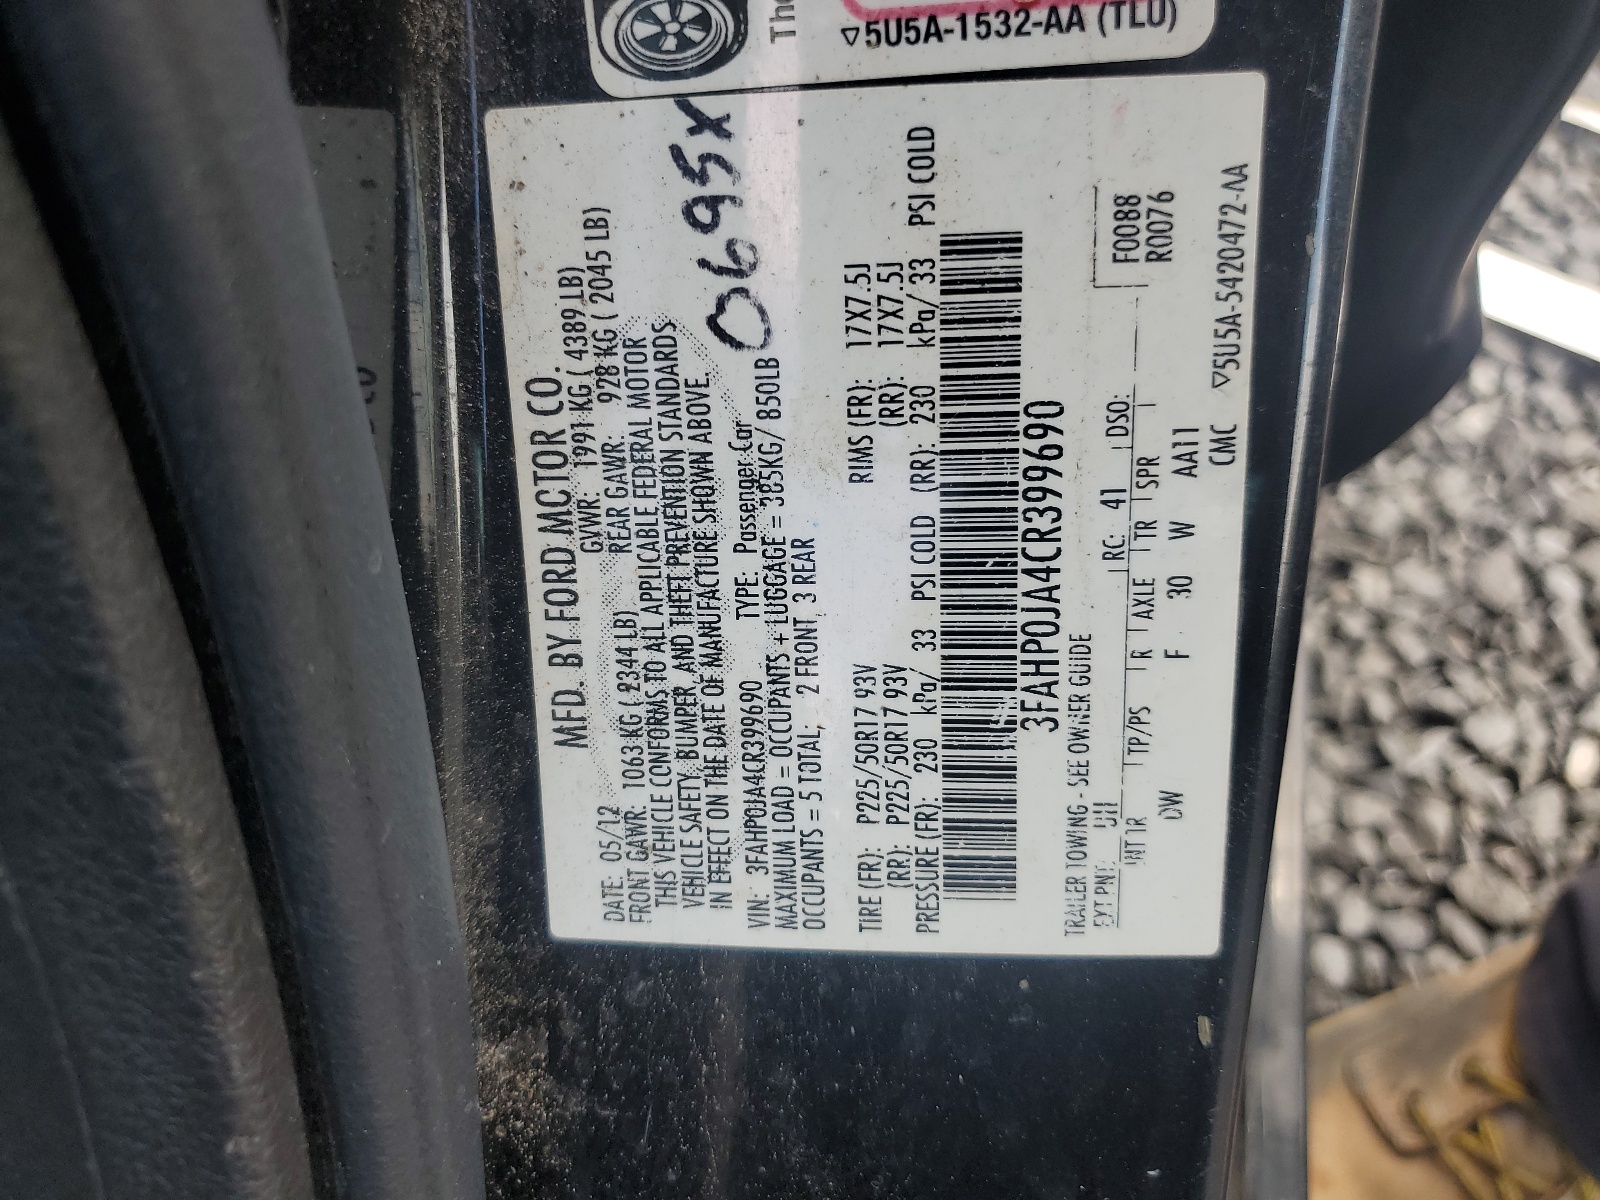 The
▽5U5A-1532-AA (TLU)
MFD. BY FORD MOTOR CO.
DATE: 05/12 GVWR: 1991 KG ( 4389 LB)
FRONT GAWR: 1063 KG ( 2344 LB) REAR GAWR: 928 KG ( 2045 LB)
THIS VEHICLE CONFORMS TO ALL APPLICABLE FEDERAL MOTOR
VEHICLE SAFETY, BUMPER, AND THEFT PREVENTION STANDARDS
IN EFFECT ON THE DATE OF MANUFACTURE SHOWN ABOVE.
0695X
VIN: 3FAHP0JA4CR399690 TYPE: Passenger Car
MAXIMUM LOAD = OCCUPANTS + LUGGAGE = 385KG/ 850LB
OCCUPANTS = 5 TOTAL; 2 FRONT, 3 REAR
TIRE (FR): P225/50R17 93V RIMS (FR): 17X7.5J
(RR): P225/50R17 93V (RR): 17X7.5J
PRESSURE (FR): 230 kPa/ 33 PSI COLD (RR): 230 kPa/ 33 PSI COLD
3FAHP0JA4CR399690
TRAILER TOWING - SEE OWNER GUIDE
F0088
R0076
EXT PNT: UH RC: 41 DSO:
INT TR TP/PS R AXLE TR SPR
DW F 30 W AA11
CMC ▽5U5A-5420472-AA